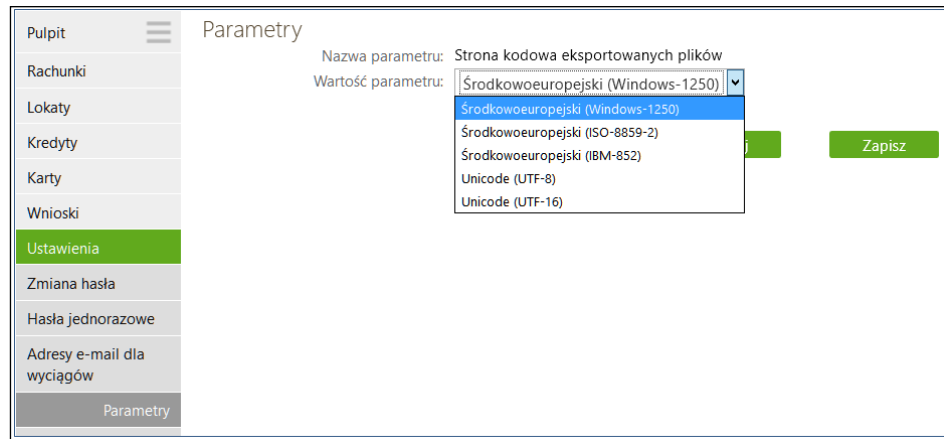 Pulpit
Rachunki
Lokaty
Kredyty
Karty
Wnioski
Ustawienia
Zmiana hasła
Hasła jednorazowe
Adresy e-mail dla
wyciągów
Parametry
Parametry
Nazwa parametru: Strona kodowa eksportowanych plików
Wartość parametru: Środkowoeuropejski (Windows-1250)
Środkowoeuropejski (Windows-1250)
Środkowoeuropejski (ISO-8859-2)
Środkowoeuropejski (IBM-852)
Unicode (UTF-8)
Unicode (UTF-16)
Zapisz